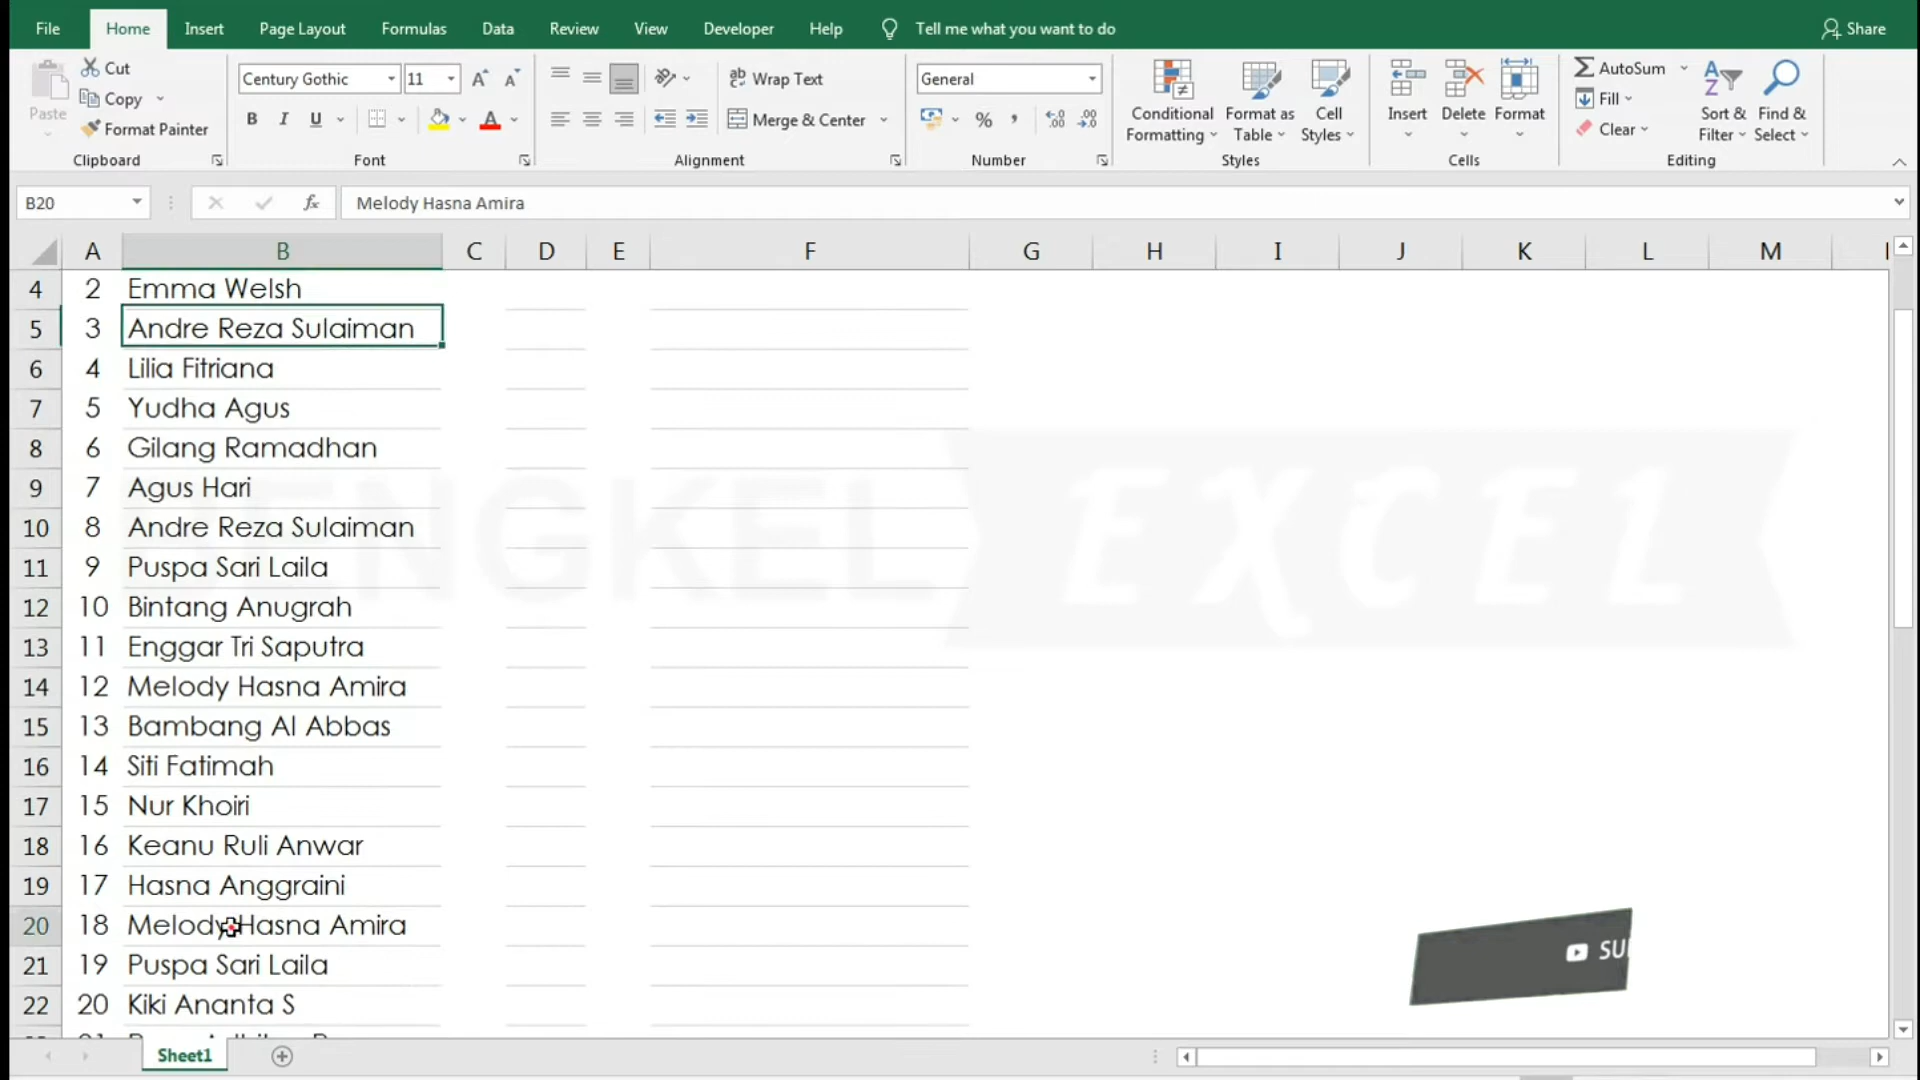 File Home Insert Page Layout Formulas Data Review View Developer Help Tell me what you want to do Share
Paste Cut Copy Format Painter Clipboard
Century Gothic 11 B I U A Font
Wrap Text Merge & Center Alignment
General % , Number
Conditional Formatting Format as Table Cell Styles Styles
Insert Delete Format Cells
AutoSum Fill Clear Sort & Filter Find & Select Editing
B20 fx Melody Hasna Amira
A B C D E F G H I J K L M
4 2 Emma Welsh
5 3 Andre Reza Sulaiman
6 4 Lilia Fitriana
7 5 Yudha Agus
8 6 Gilang Ramadhan
9 7 Agus Hari
10 8 Andre Reza Sulaiman
11 9 Puspa Sari Laila
12 10 Bintang Anugrah
13 11 Enggar Tri Saputra
14 12 Melody Hasna Amira
15 13 Bambang Al Abbas
16 14 Siti Fatimah
17 15 Nur Khoiri
18 16 Keanu Ruli Anwar
19 17 Hasna Anggraini
20 18 Melody Hasna Amira
21 19 Puspa Sari Laila
22 20 Kiki Ananta S
EXCEL
SU
Sheet1